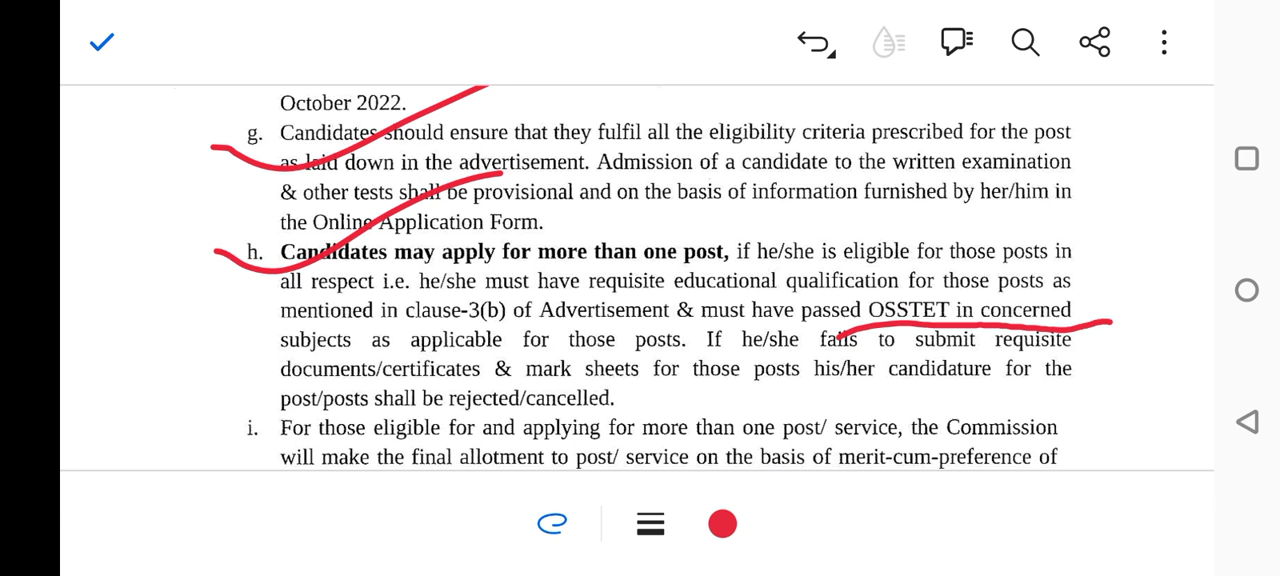 October 2022.
g. Candidates should ensure that they fulfil all the eligibility criteria prescribed for the post
as laid down in the advertisement. Admission of a candidate to the written examination
& other tests shall be provisional and on the basis of information furnished by her/him in
the Online Application Form.
h. Candidates may apply for more than one post, if he/she is eligible for those posts in
all respect i.e. he/she must have requisite educational qualification for those posts as
mentioned in clause-3(b) of Advertisement & must have passed OSSTET in concerned
subjects as applicable for those posts. If he/she fails to submit requisite
documents/certificates & mark sheets for those posts his/her candidature for the
post/posts shall be rejected/cancelled.
i. For those eligible for and applying for more than one post/ service, the Commission
will make the final allotment to post/ service on the basis of merit-cum-preference of